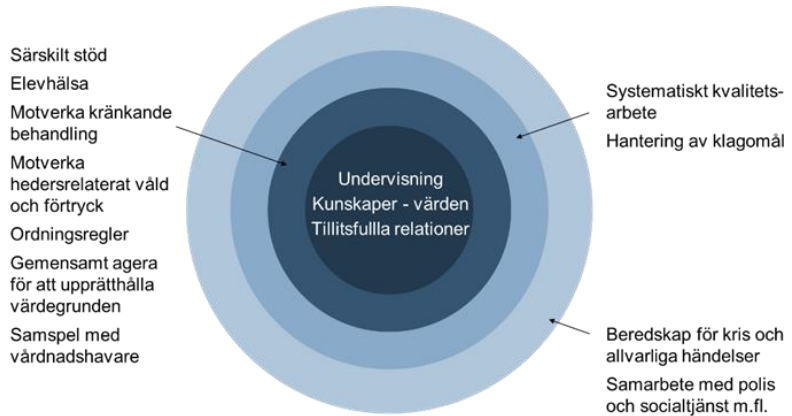 Särskilt stöd
Elevhälsa
Motverka kränkande
behandling
Motverka
hedersrelaterat våld
och förtryck
Ordningsregler
Gemensamt agera
för att upprätthålla
värdegrunden
Samspel med
vårdnadshavare
Undervisning
Kunskaper - värden
Tillitsfullla relationer
Systematiskt kvalitets-
arbete
Hantering av klagomål
Beredskap för kris och
allvarliga händelser
Samarbete med polis
och socialtjänst m.fl.